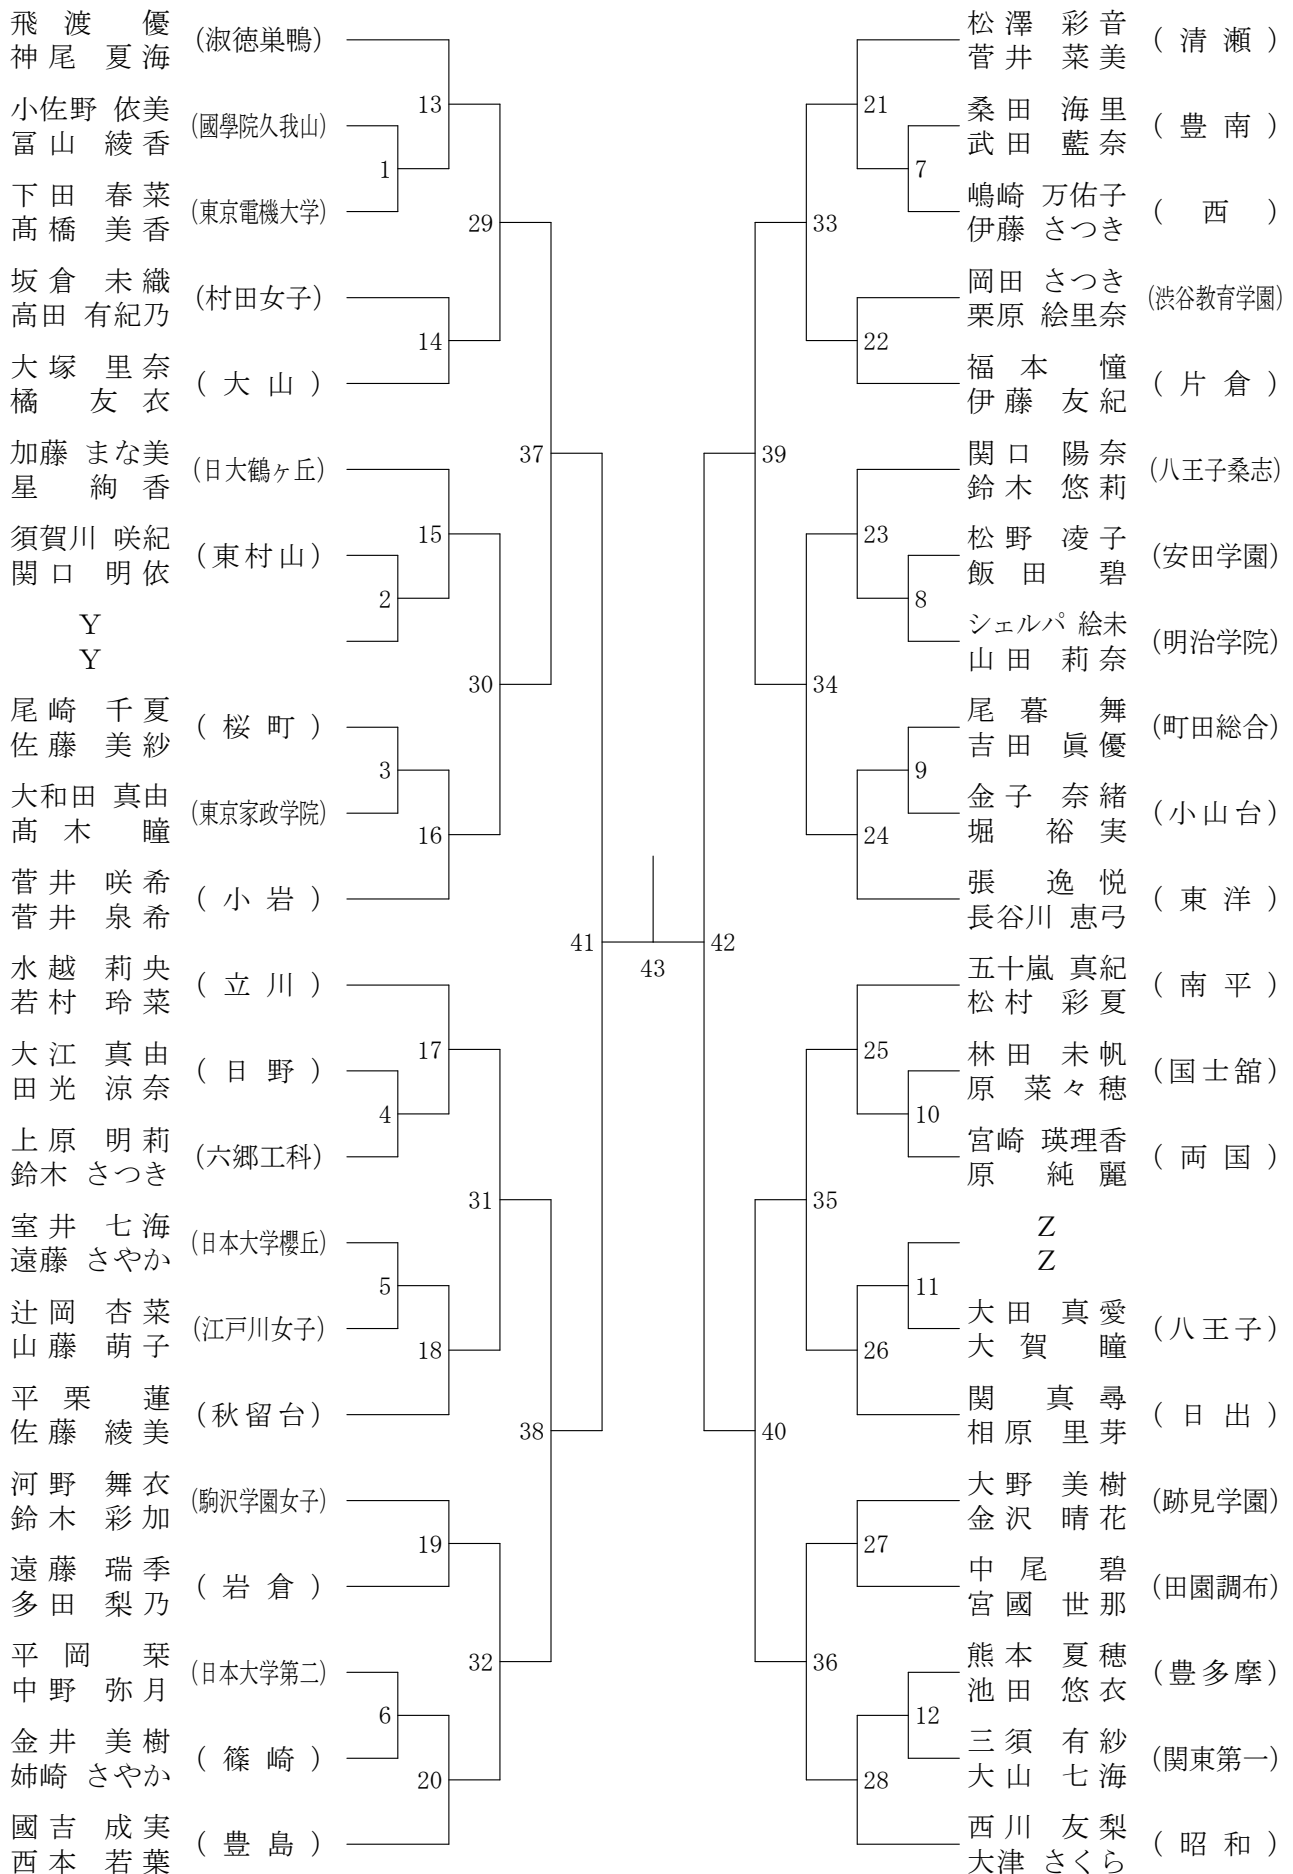 飛渡 優
神尾 夏海
(淑徳巣鴨)
小佐野 依美
冨山 綾香
(國學院久我山)
下田 春菜
髙橋 美香
(東京電機大学)
坂倉 未織
高田 有紀乃
(村田女子)
大塚 里奈
橘 友衣
(大山)
加藤 まな美
星 絢香
(日大鶴ヶ丘)
須賀川 咲紀
関口 明依
(東村山)
Y
Y
尾崎 千夏
佐藤 美紗
(桜町)
大和田 真由
髙木 瞳
(東京家政学院)
菅井 咲希
菅井 泉希
(小岩)
水越 莉央
若村 玲菜
(立川)
大江 真由
田光 涼奈
(日野)
上原 明莉
鈴木 さつき
(六郷工科)
室井 七海
遠藤 さやか
(日本大学櫻丘)
辻岡 杏菜
山藤 萌子
(江戸川女子)
平栗 蓮
佐藤 綾美
(秋留台)
河野 舞衣
鈴木 彩加
(駒沢学園女子)
遠藤 瑞季
多田 梨乃
(岩倉)
平岡 栞
中野 弥月
(日本大学第二)
金井 美樹
姉崎 さやか
(篠崎)
國吉 成実
西本 若葉
(豊島)
1
2
3
4
5
6
13
14
15
16
17
18
19
20
29
30
31
32
37
38
41
43
42
39
40
33
34
35
36
21
22
23
24
25
26
27
28
7
8
9
10
11
12
松澤 彩音
菅井 菜美
(清瀬)
桑田 海里
武田 藍奈
(豊南)
嶋崎 万佑子
伊藤 さつき
(西)
岡田 さつき
栗原 絵里奈
(渋谷教育学園)
福本 憧
伊藤 友紀
(片倉)
関口 陽奈
鈴木 悠莉
(八王子桑志)
松野 凌子
飯田 碧
(安田学園)
シェルパ 絵未
山田 莉奈
(明治学院)
尾暮 舞
吉田 眞優
(町田総合)
金子 奈緒
堀 裕実
(小山台)
張 逸悦
長谷川 恵弓
(東洋)
五十嵐 真紀
松村 彩夏
(南平)
林田 未帆
原 菜々穂
(国士舘)
宮崎 瑛理香
原 純麗
(両国)
Z
Z
大田 真愛
大賀 瞳
(八王子)
関 真尋
相原 里芽
(日出)
大野 美樹
金沢 晴花
(跡見学園)
中尾 碧
宮國 世那
(田園調布)
熊本 夏穂
池田 悠衣
(豊多摩)
三須 有紗
大山 七海
(関東第一)
西川 友梨
大津 さくら
(昭和)